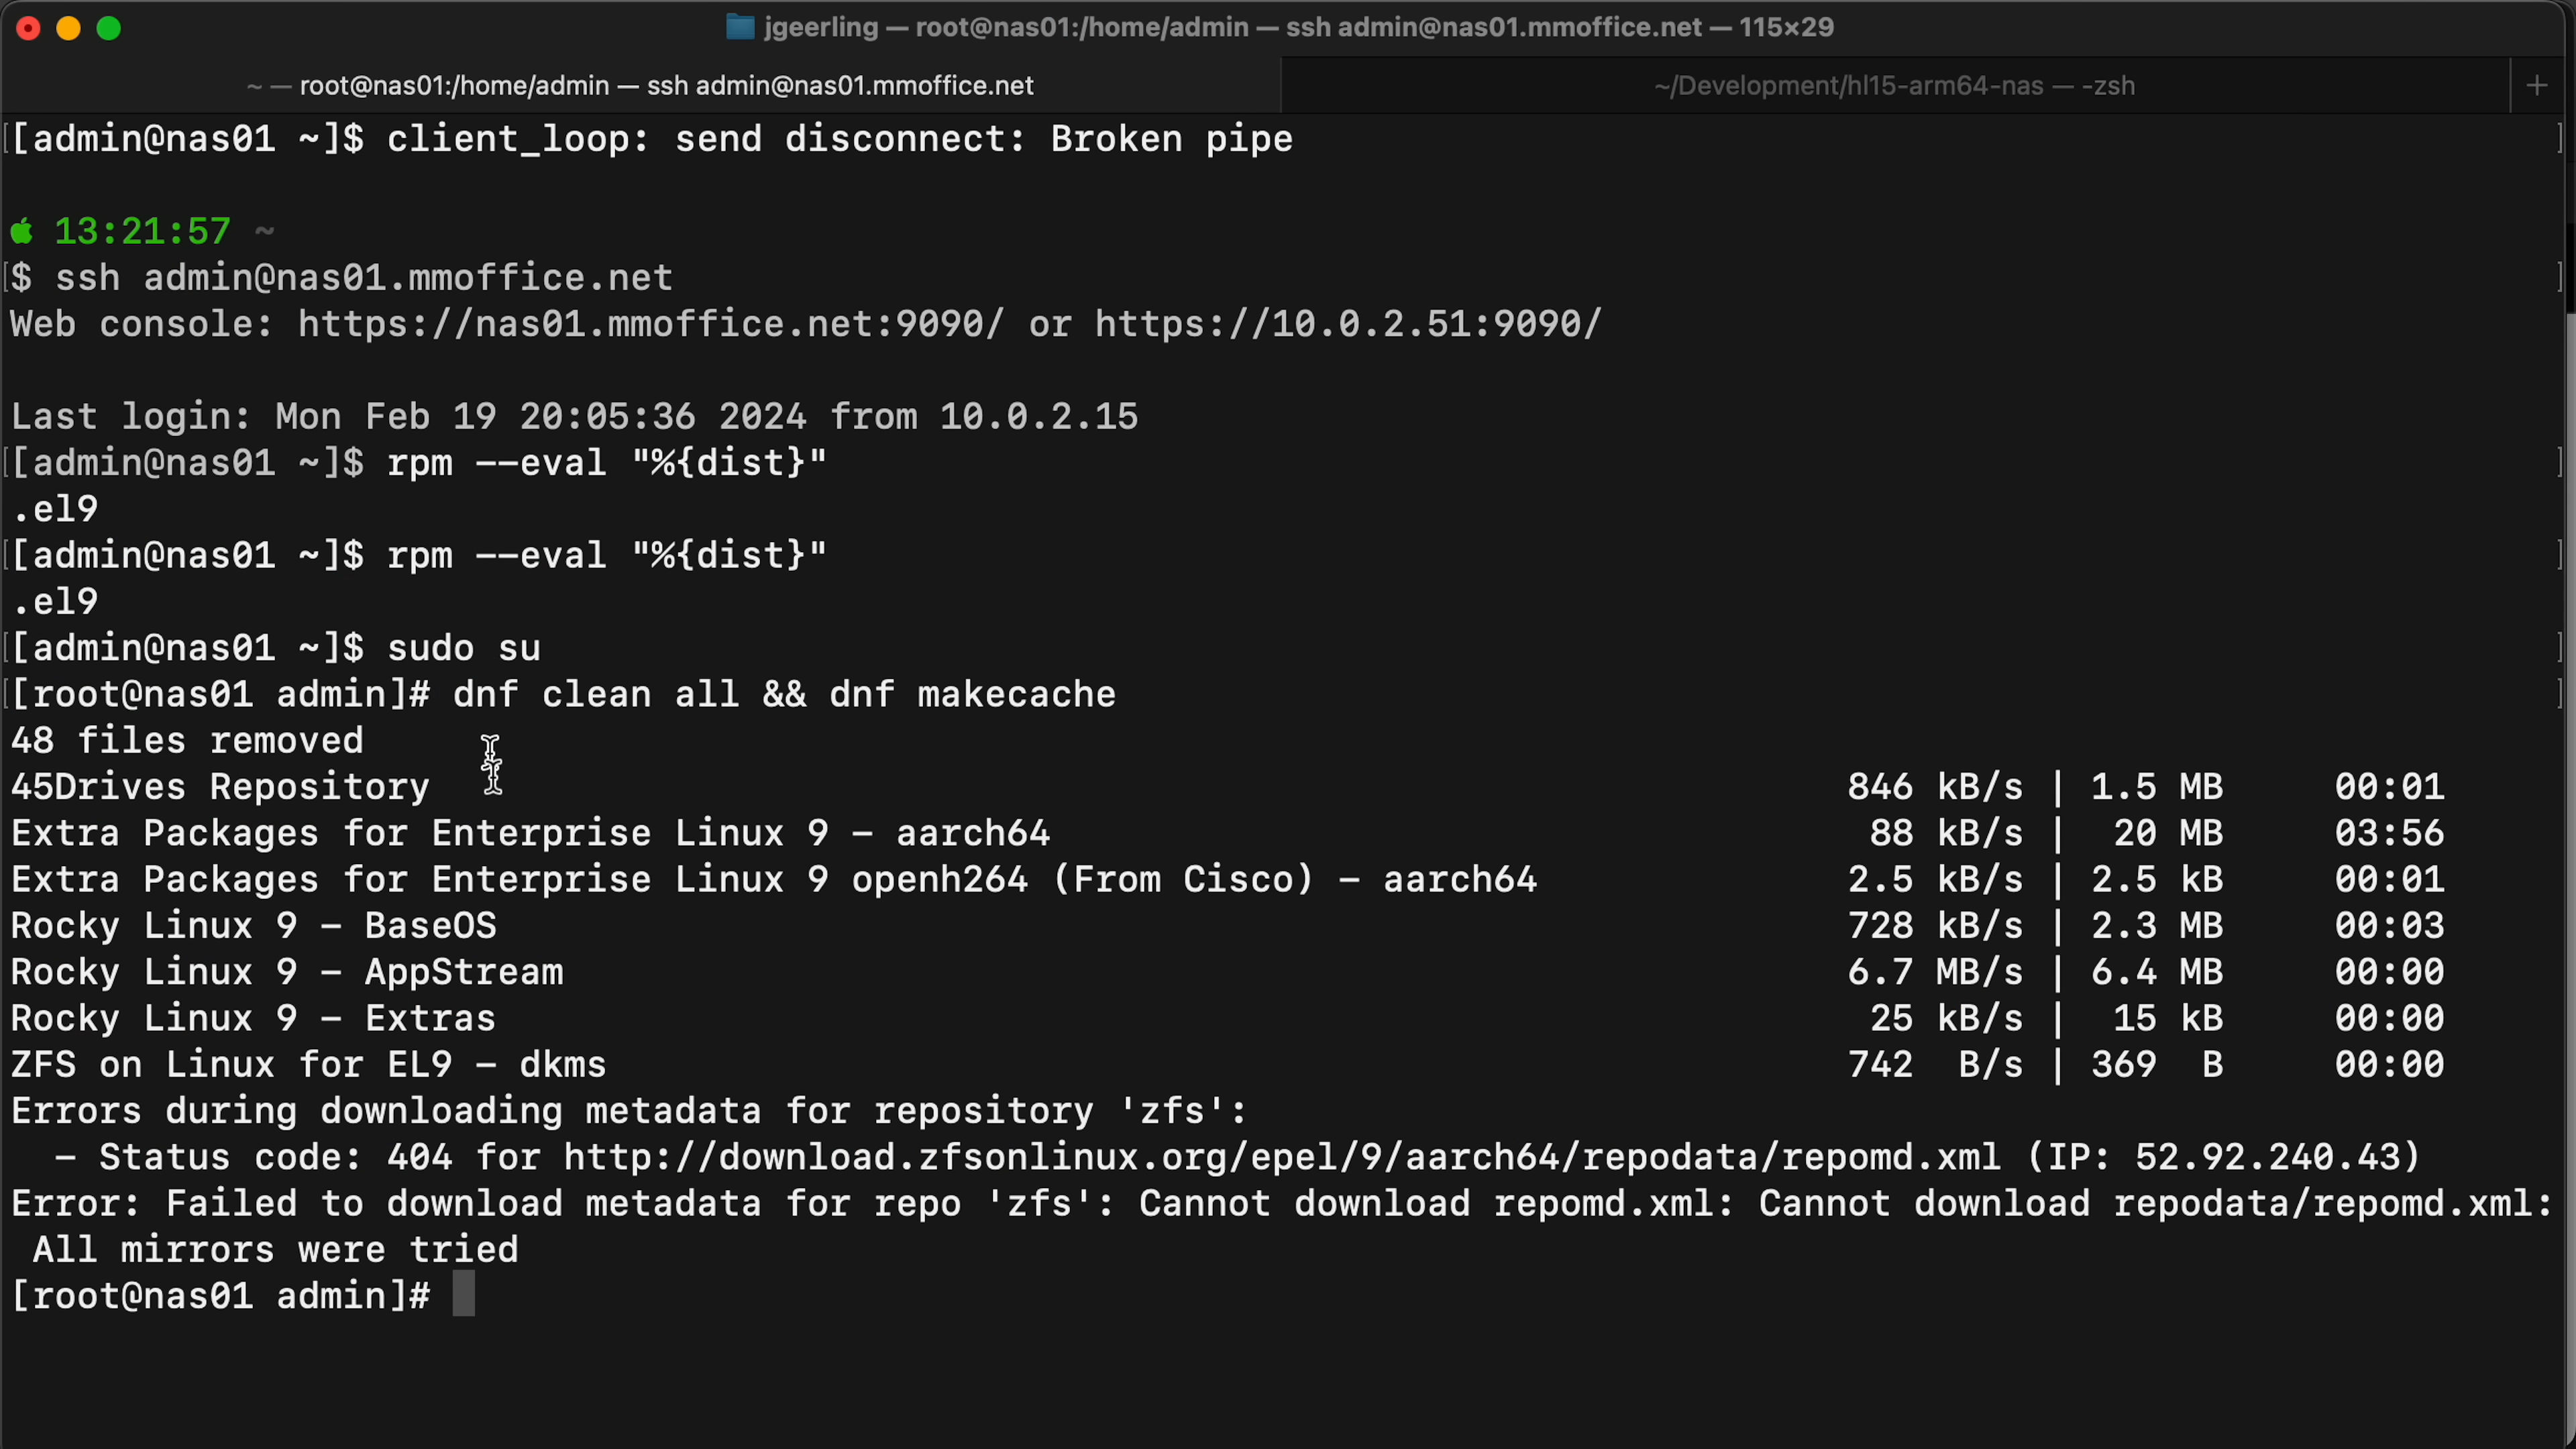 jgeerling — root@nas01:/home/admin — ssh admin@nas01.mmoffice.net — 115×29
~ — root@nas01:/home/admin — ssh admin@nas01.mmoffice.net
~/Development/hl15-arm64-nas — -zsh
+
[[admin@nas01 ~]$ client_loop: send disconnect: Broken pipe ]
13:21:57 ~
[$ ssh admin@nas01.mmoffice.net ]
Web console: https://nas01.mmoffice.net:9090/ or https://10.0.2.51:9090/
Last login: Mon Feb 19 20:05:36 2024 from 10.0.2.15
[[admin@nas01 ~]$ rpm --eval "%{dist}" ]
.el9
[[admin@nas01 ~]$ rpm --eval "%{dist}" ]
.el9
[[admin@nas01 ~]$ sudo su ]
[[root@nas01 admin]# dnf clean all && dnf makecache ]
48 files removed
45Drives Repository 846 kB/s | 1.5 MB 00:01
Extra Packages for Enterprise Linux 9 - aarch64 88 kB/s | 20 MB 03:56
Extra Packages for Enterprise Linux 9 openh264 (From Cisco) - aarch64 2.5 kB/s | 2.5 kB 00:01
Rocky Linux 9 - BaseOS 728 kB/s | 2.3 MB 00:03
Rocky Linux 9 - AppStream 6.7 MB/s | 6.4 MB 00:00
Rocky Linux 9 - Extras 25 kB/s | 15 kB 00:00
ZFS on Linux for EL9 - dkms 742 B/s | 369 B 00:00
Errors during downloading metadata for repository 'zfs':
- Status code: 404 for http://download.zfsonlinux.org/epel/9/aarch64/repodata/repomd.xml (IP: 52.92.240.43)
Error: Failed to download metadata for repo 'zfs': Cannot download repomd.xml: Cannot download repodata/repomd.xml:
All mirrors were tried
[root@nas01 admin]#